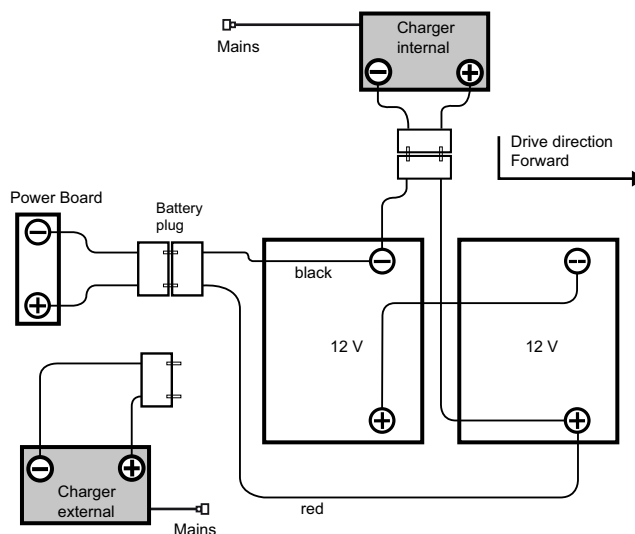 Charger
internal
Mains
Drive direction
Forward
Power Board
Battery
plug
black
12 V
12 V
Charger
external
red
Mains